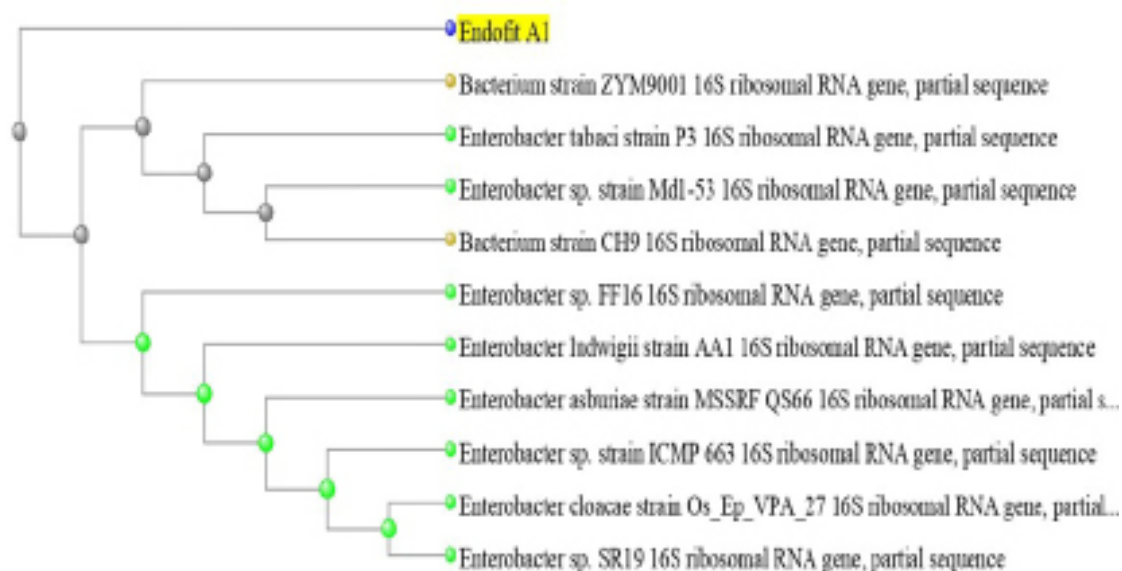 Endofit A1
Bacterium strain ZYM9001 16S ribosomal RNA gene, partial sequence
Enterobacter tabaci strain P3 16S ribosomal RNA gene, partial sequence
Enterobacter sp. strain Md1-53 16S ribosomal RNA gene, partial sequence
Bacterium strain CH9 16S ribosomal RNA gene, partial sequence
Enterobacter sp. FF16 16S ribosomal RNA gene, partial sequence
Enterobacter ludwigii strain AA1 16S ribosomal RNA gene, partial sequence
Enterobacter asburiae strain MSSRF QS66 16S ribosomal RNA gene, partial s...
Enterobacter sp. strain ICMP 663 16S ribosomal RNA gene, partial sequence
Enterobacter cloacae strain Os_Ep_VPA_27 16S ribosomal RNA gene, partial...
Enterobacter sp. SR19 16S ribosomal RNA gene, partial sequence